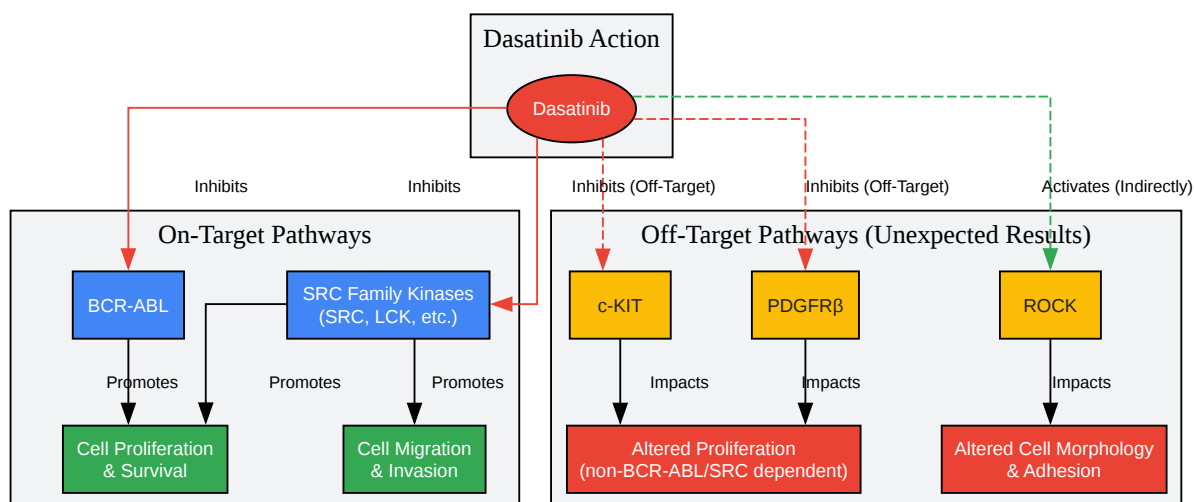 Dasatinib Action
Dasatinib
Inhibits
Inhibits
Inhibits (Off-Target)
Inhibits (Off-Target)
Activates (Indirectly)
On-Target Pathways
Off-Target Pathways (Unexpected Results)
BCR-ABL
SRC Family Kinases
(SRC, LCK, etc.)
c-KIT
PDGFRβ
ROCK
Promotes
Promotes
Promotes
Impacts
Impacts
Impacts
Cell Proliferation
& Survival
Cell Migration
& Invasion
Altered Proliferation
(non-BCR-ABL/SRC dependent)
Altered Cell Morphology
& Adhesion